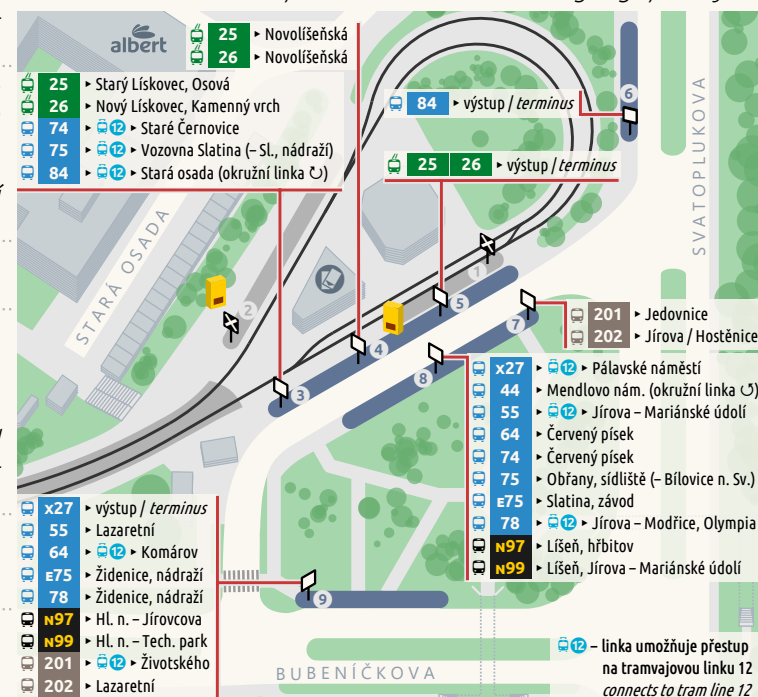 albert
25 ▸ Novolíšeňská
26 ▸ Novolíšeňská
25 ▸ Starý Lískovec, Osová
26 ▸ Nový Lískovec, Kamenný vrch
74 ▸ 12 ▸ Staré Černovice
75 ▸ 12 ▸ Vozovna Slatina (– Sl., nádraží)
84 ▸ 12 ▸ Stará osada (okružní linka ↻)
84 ▸ výstup / terminus
6
25 26 ▸ výstup / terminus
SVATOPLUKOVA
STARÁ OSADA
1
2
3
4
5
7
8
201 ▸ Jedovnice
202 ▸ Jírova / Hostěnice
x27 ▸ 12 ▸ Pálavské náměstí
44 ▸ Mendlovo nám. (okružní linka ↺)
55 ▸ 12 ▸ Jírova – Mariánské údolí
64 ▸ Červený písek
74 ▸ Červený písek
75 ▸ Obřany, sídliště (– Bílovice n. Sv.)
E75 ▸ Slatina, závod
78 ▸ 12 ▸ Jírova – Modřice, Olympia
N97 ▸ Líšeň, hřbitov
N99 ▸ Líšeň, Jírova – Mariánské údolí
x27 ▸ výstup / terminus
55 ▸ Lazaretní
64 ▸ 12 ▸ Komárov
E75 ▸ Židenice, nádraží
78 ▸ Židenice, nádraží
N97 ▸ Hl. n. – Jírovcova
N99 ▸ Hl. n. – Tech. park
201 ▸ 12 ▸ Životského
202 ▸ Lazaretní
9
BUBENÍČKOVA
12 – linka umožňuje přestup
na tramvajovou linku 12
connects to tram line 12